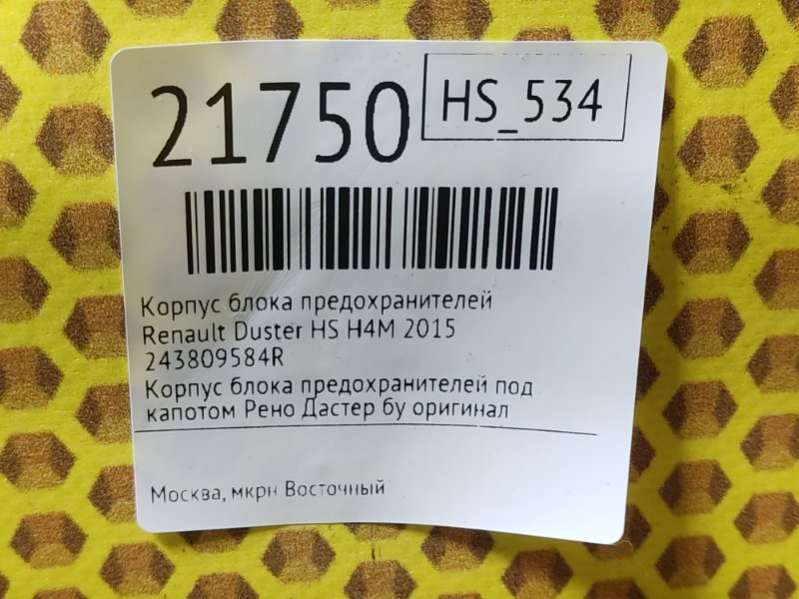 21750
HS_534
Корпус блока предохранителей
Renault Duster HS H4M 2015
243809584R
Корпус блока предохранителей под
капотом Рено Дастер бу оригинал
Москва, мкрн Восточный